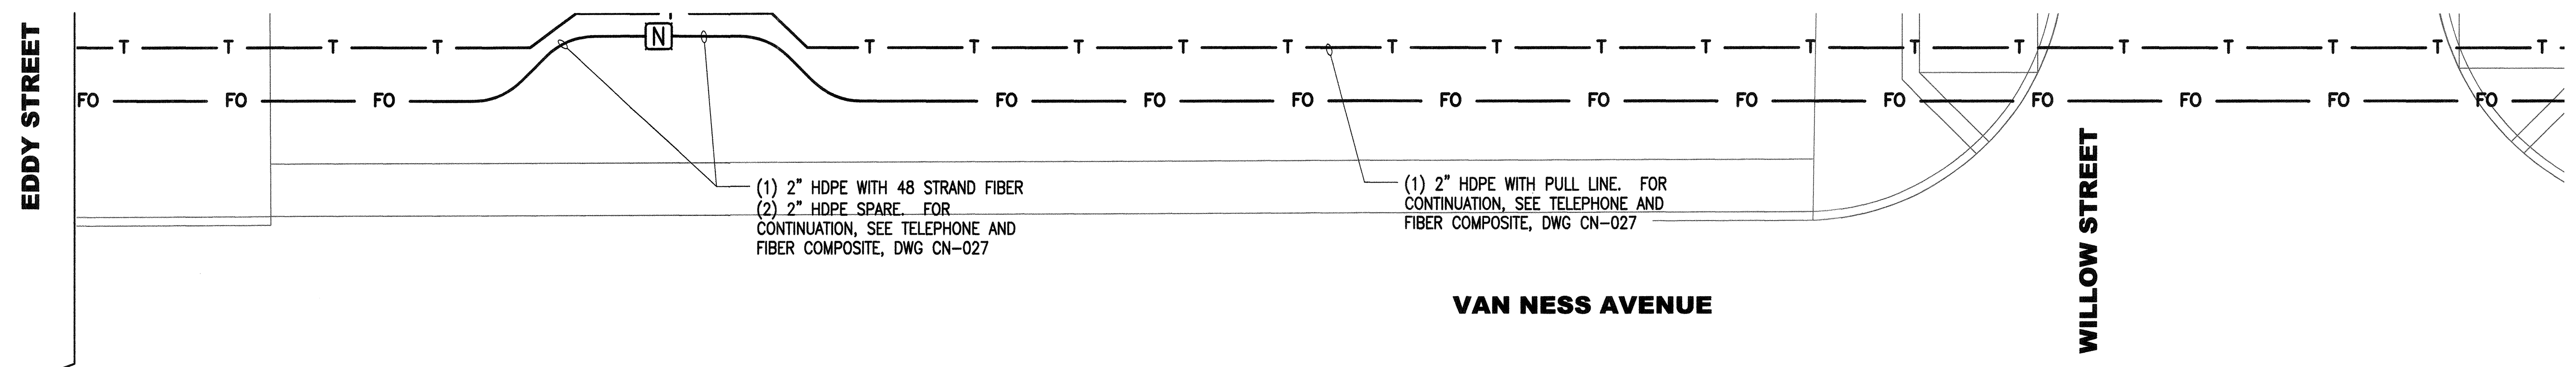 EDDY STREET
N
T T T T T T T T T T T T T T T T T T T T T
FO FO FO FO FO FO FO FO FO FO FO FO FO FO
(1) 2" HDPE WITH 48 STRAND FIBER
(2) 2" HDPE SPARE. FOR
CONTINUATION, SEE TELEPHONE AND
FIBER COMPOSITE, DWG CN-027
(1) 2" HDPE WITH PULL LINE. FOR
CONTINUATION, SEE TELEPHONE AND
FIBER COMPOSITE, DWG CN-027
VAN NESS AVENUE
WILLOW STREET